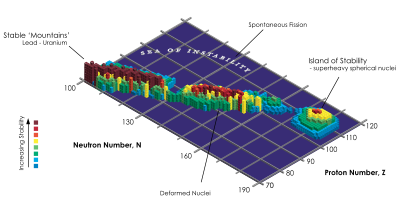 Spontaneous Fission
Stable 'Mountains'
Lead - Uranium
SEA OF INSTABILITY
Island of Stability
- superheavy spherical nuclei
100
120
110
Increasing Stability
130
100
Neutron Number, N
90
160
80
Proton Number, Z
190
70
Deformed Nuclei